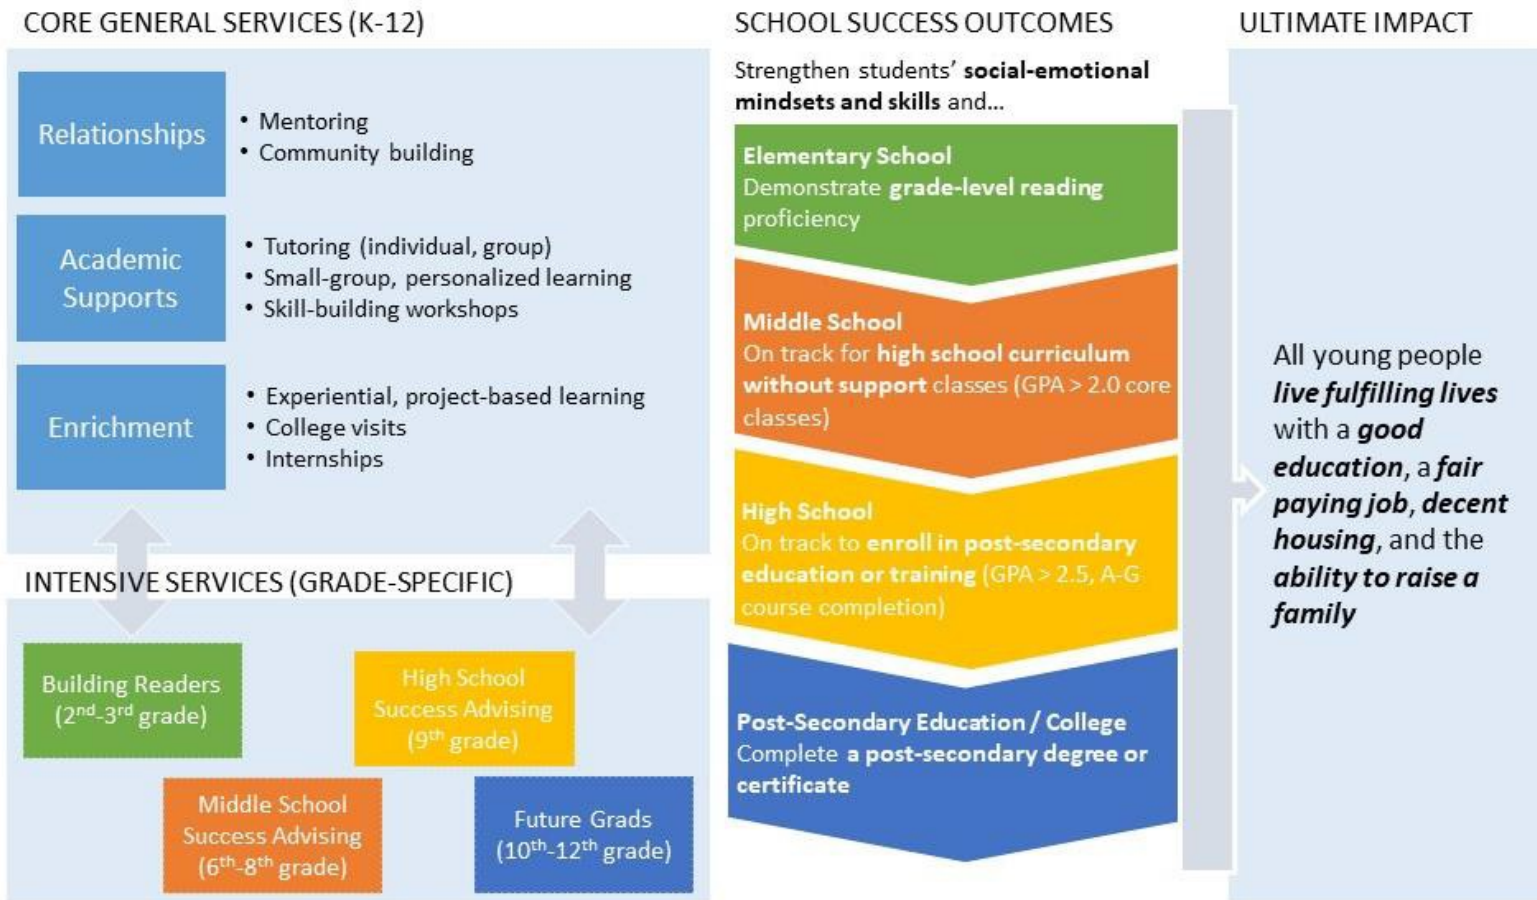 CORE GENERAL SERVICES (K-12)
Relationships
• Mentoring
• Community building
Academic
Supports
• Tutoring (individual, group)
• Small-group, personalized learning
• Skill-building workshops
Enrichment
• Experiential, project-based learning
• College visits
• Internships
INTENSIVE SERVICES (GRADE-SPECIFIC)
Building Readers
(2nd-3rd grade)
High School
Success Advising
(9th grade)
Middle School
Success Advising
(6th-8th grade)
Future Grads
(10th-12th grade)
SCHOOL SUCCESS OUTCOMES
Strengthen students’ social-emotional
mindsets and skills and…
Elementary School
Demonstrate grade-level reading
proficiency
Middle School
On track for high school curriculum
without support classes (GPA > 2.0 core
classes)
High School
On track to enroll in post-secondary
education or training (GPA > 2.5, A-G
course completion)
Post-Secondary Education / College
Complete a post-secondary degree or
certificate
ULTIMATE IMPACT
All young people
live fulfilling lives
with a good
education, a fair
paying job, decent
housing, and the
ability to raise a
family